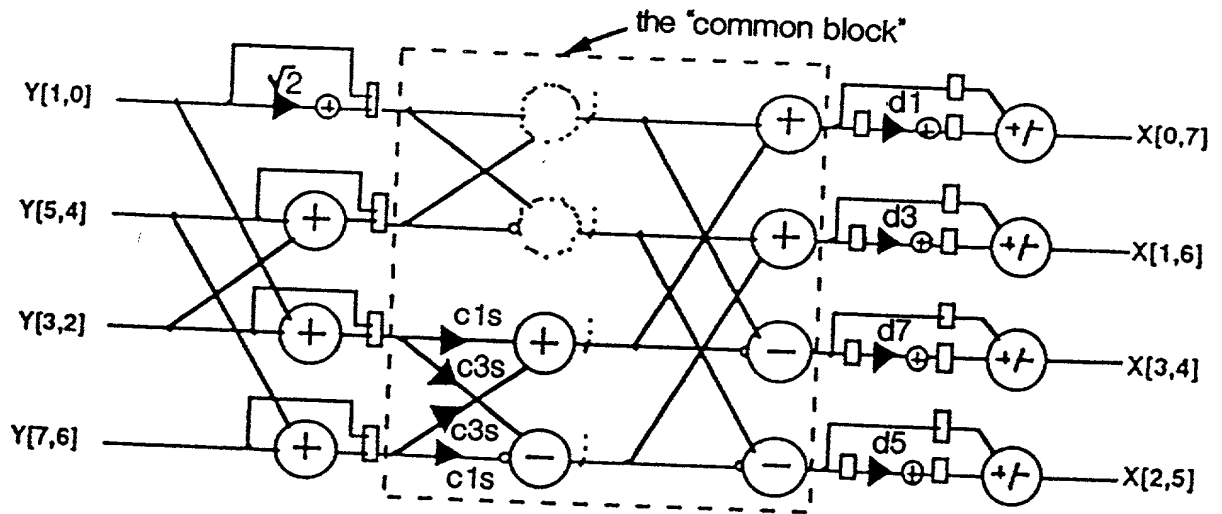 the "common block"
Y[1,0]
√2
d1
X[0,7]
Y[5,4]
d3
X[1,6]
Y[3,2]
c1s
c3s
d7
X[3,4]
Y[7,6]
c3s
c1s
d5
X[2,5]